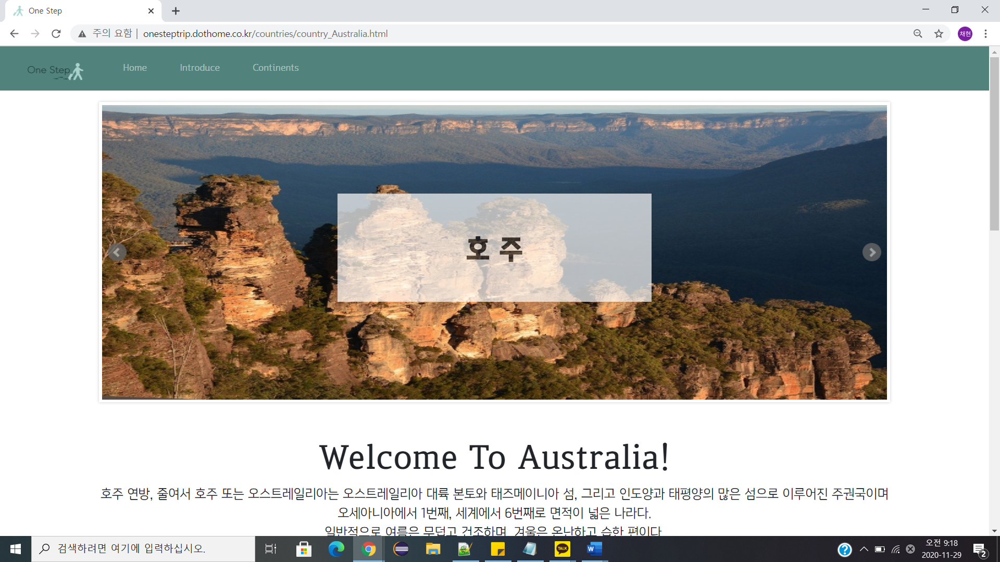 One Step
주의 요함 | onesteptrip.dothome.co.kr/countries/country_Australia.html
채현
One Step
Home Introduce Continents
호 주
Welcome To Australia!
호주 연방, 줄여서 호주 또는 오스트레일리아는 오스트레일리아 대륙 본토와 태즈메이니아 섬, 그리고 인도양과 태평양의 많은 섬으로 이루어진 주권국이며
오세아니아에서 1번째, 세계에서 6번째로 면적이 넓은 나라다.
일반적으로 여름은 무덥고 건조하며, 겨울은 온난하고 습한 편이다
검색하려면 여기에 입력하십시오.
TALK
W
오전 9:18
2020-11-29
2